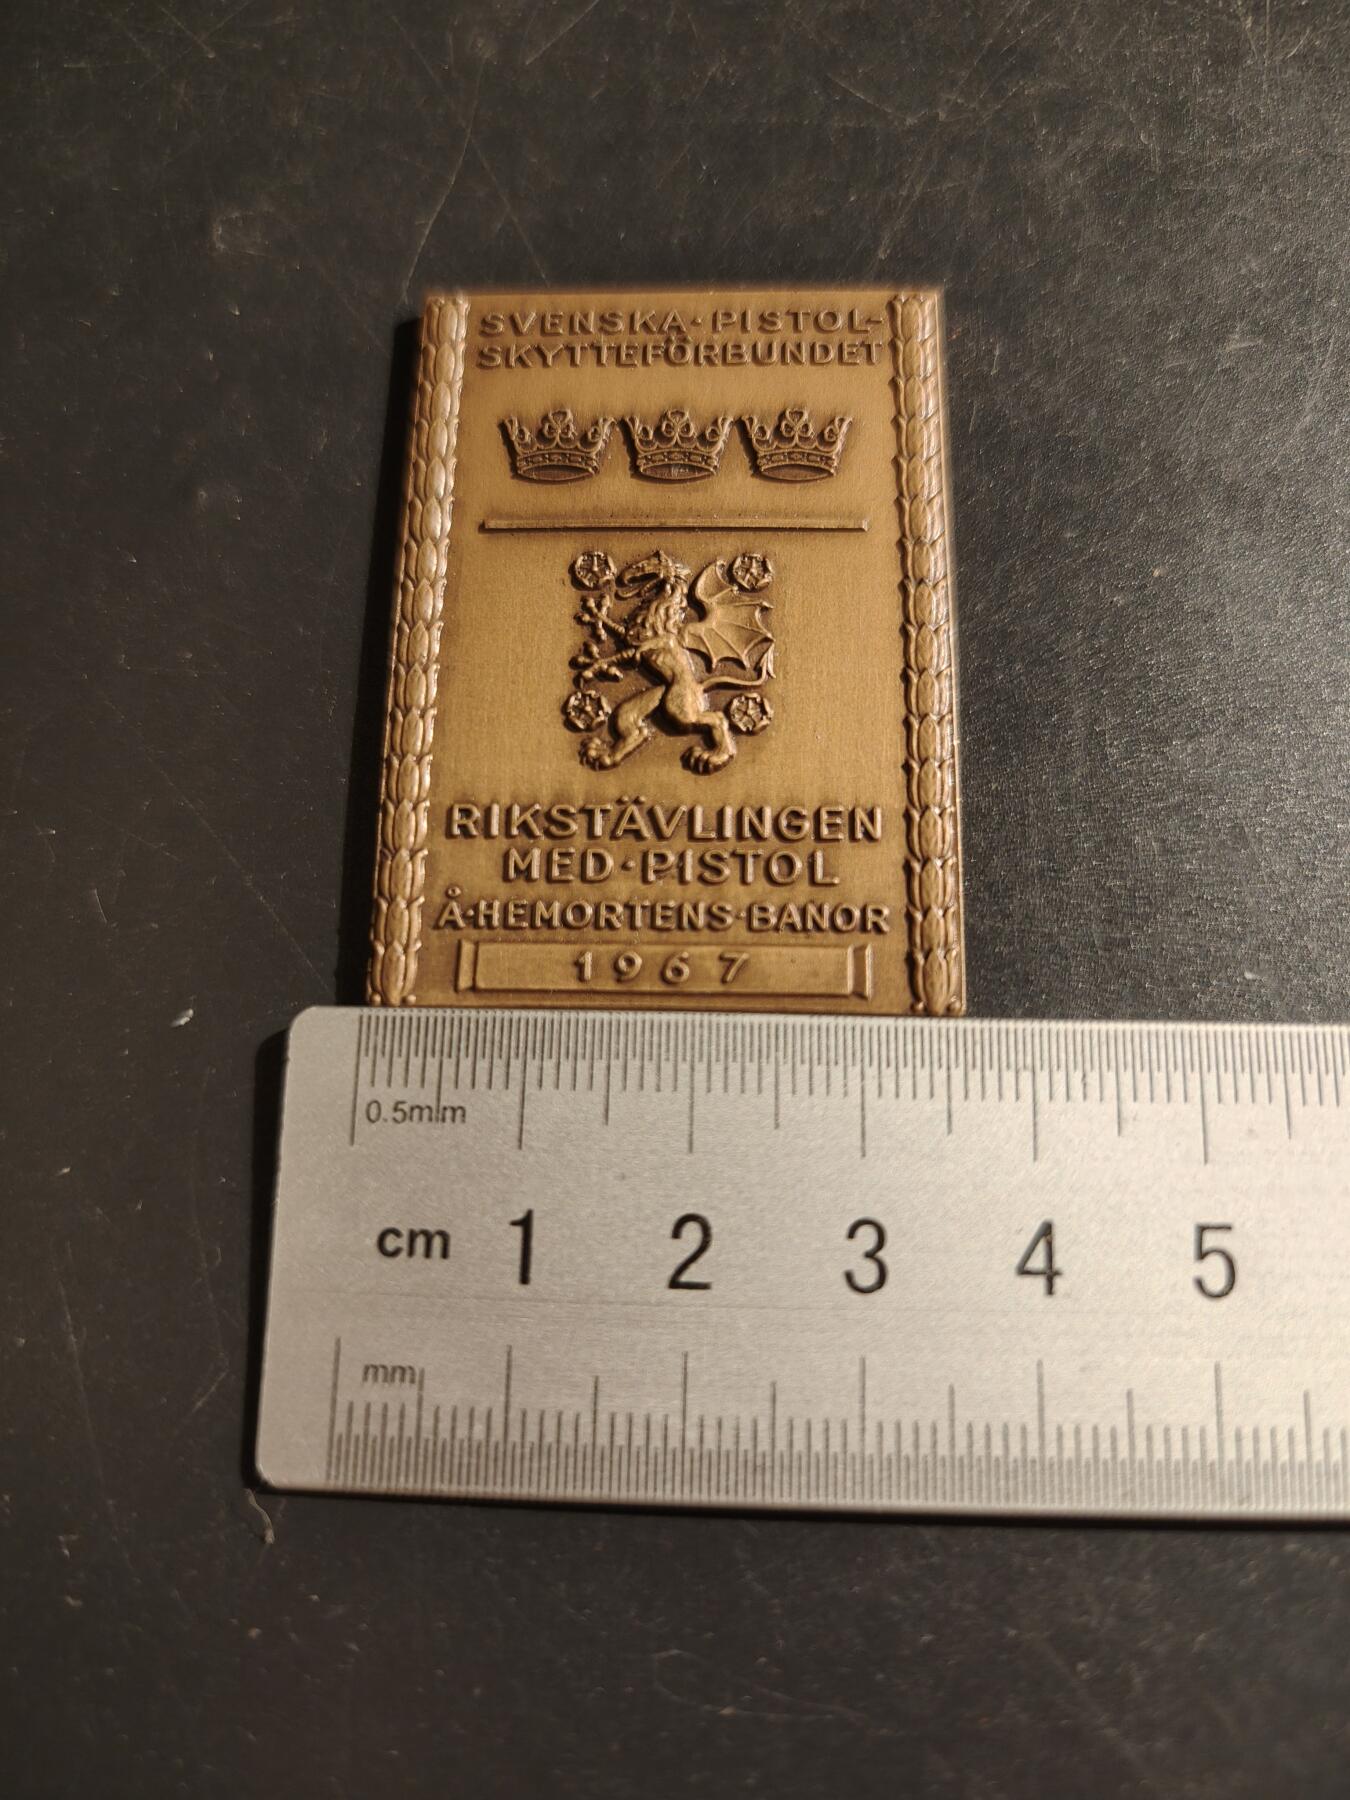 SVENSKA·PISTOL-
SKYTTEFÖRBUNDET
RIKSTÄVLINGEN
MED·PISTOL
Å·HEMORTENS·BANOR
1967
0.5mm
cm 1 2 3 4 5
mm